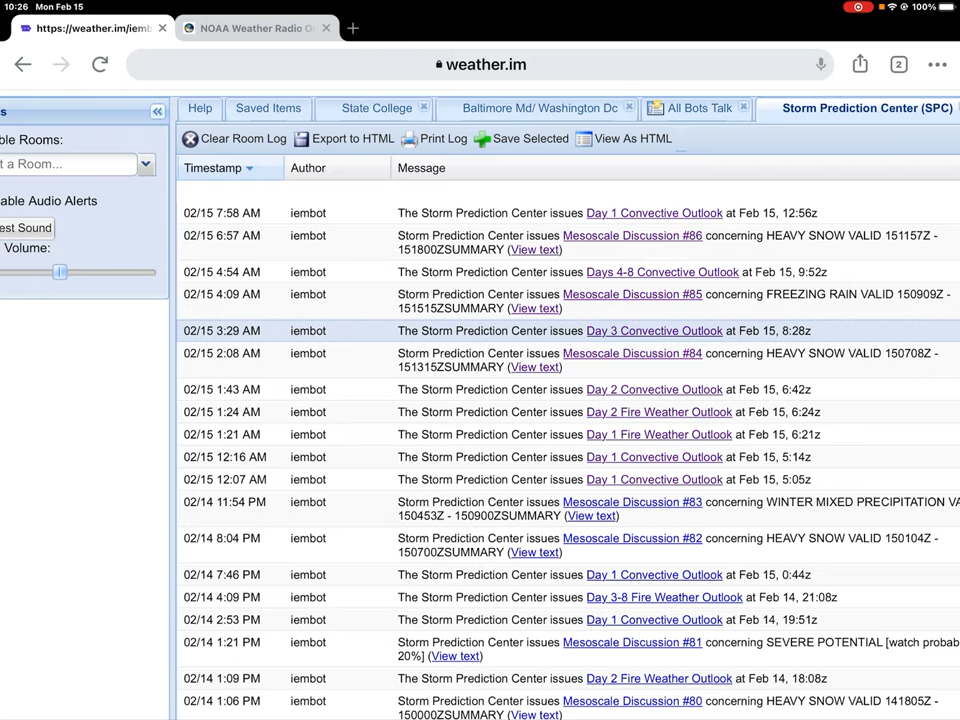 10:26 Mon Feb 15 100%
https://weather.im/iemb NOAA Weather Radio O
weather.im 2
s Help Saved Items State College Baltimore Md/ Washington Dc All Bots Talk Storm Prediction Center (SPC)
ble Rooms: Clear Room Log Export to HTML Print Log Save Selected View As HTML
t a Room...
Timestamp Author Message
able Audio Alerts
est Sound
Volume:
02/15 7:58 AM iembot The Storm Prediction Center issues Day 1 Convective Outlook at Feb 15, 12:56z
02/15 6:57 AM iembot Storm Prediction Center issues Mesoscale Discussion #86 concerning HEAVY SNOW VALID 151157Z -
151800ZSUMMARY (View text)
02/15 4:54 AM iembot The Storm Prediction Center issues Days 4-8 Convective Outlook at Feb 15, 9:52z
02/15 4:09 AM iembot Storm Prediction Center issues Mesoscale Discussion #85 concerning FREEZING RAIN VALID 150909Z -
151515ZSUMMARY (View text)
02/15 3:29 AM iembot The Storm Prediction Center issues Day 3 Convective Outlook at Feb 15, 8:28z
02/15 2:08 AM iembot Storm Prediction Center issues Mesoscale Discussion #84 concerning HEAVY SNOW VALID 150708Z -
151315ZSUMMARY (View text)
02/15 1:43 AM iembot The Storm Prediction Center issues Day 2 Convective Outlook at Feb 15, 6:42z
02/15 1:24 AM iembot The Storm Prediction Center issues Day 2 Fire Weather Outlook at Feb 15, 6:24z
02/15 1:21 AM iembot The Storm Prediction Center issues Day 1 Fire Weather Outlook at Feb 15, 6:21z
02/15 12:16 AM iembot The Storm Prediction Center issues Day 1 Convective Outlook at Feb 15, 5:14z
02/15 12:07 AM iembot The Storm Prediction Center issues Day 1 Convective Outlook at Feb 15, 5:05z
02/14 11:54 PM iembot Storm Prediction Center issues Mesoscale Discussion #83 concerning WINTER MIXED PRECIPITATION VA
150453Z - 150900ZSUMMARY (View text)
02/14 8:04 PM iembot Storm Prediction Center issues Mesoscale Discussion #82 concerning HEAVY SNOW VALID 150104Z -
150700ZSUMMARY (View text)
02/14 7:46 PM iembot The Storm Prediction Center issues Day 1 Convective Outlook at Feb 15, 0:44z
02/14 4:09 PM iembot The Storm Prediction Center issues Day 3-8 Fire Weather Outlook at Feb 14, 21:08z
02/14 2:53 PM iembot The Storm Prediction Center issues Day 1 Convective Outlook at Feb 14, 19:51z
02/14 1:21 PM iembot Storm Prediction Center issues Mesoscale Discussion #81 concerning SEVERE POTENTIAL [watch probab
20%] (View text)
02/14 1:09 PM iembot The Storm Prediction Center issues Day 2 Fire Weather Outlook at Feb 14, 18:08z
02/14 1:06 PM iembot Storm Prediction Center issues Mesoscale Discussion #80 concerning HEAVY SNOW VALID 141805Z -
150000ZSUMMARY (View text)